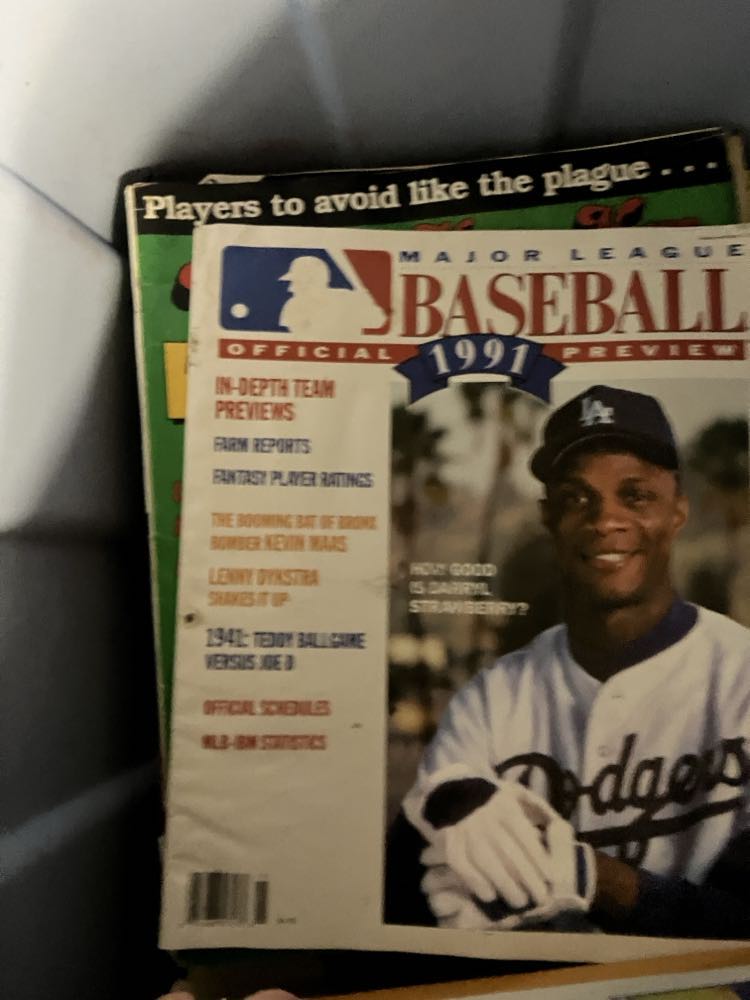 Players to avoid like the plague . . .
MAJOR LEAGUE
BASEBALL
OFFICIAL 1991 PREVIEW
IN-DEPTH TEAM
PREVIEWS
FARM REPORTS
FANTASY PLAYER RATINGS
THE BOOMING BAT OF BRONX
BOMBER KEVIN MAAS
LENNY DYKSTRA
SHAKES IT UP
1941: TEDDY BALLGAME
VERSUS JOE D
OFFICIAL SCHEDULES
MLB-IBM STATISTICS
HOW GOOD
IS DARRYL
STRAWBERRY?
LA
Dodgers